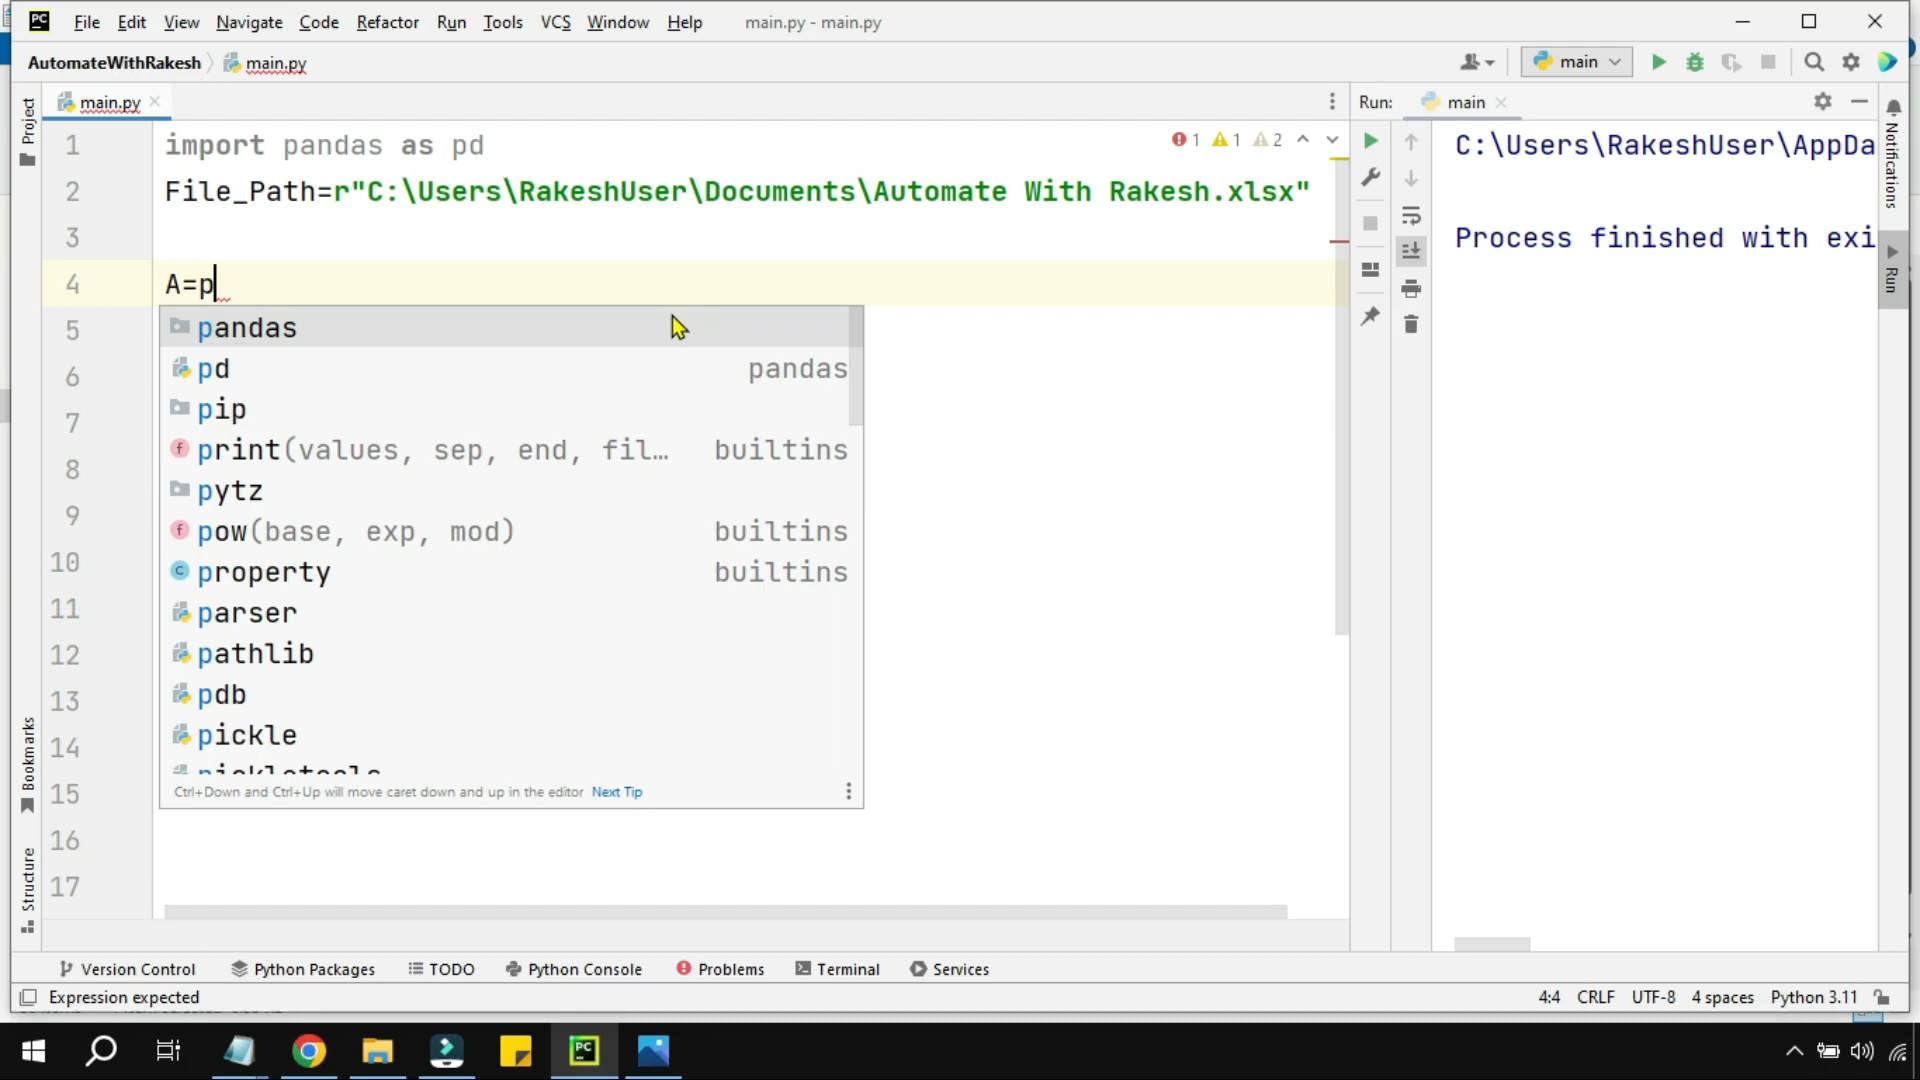 PC File Edit View Navigate Code Refactor Run Tools VCS Window Help main.py - main.py
AutomateWithRakesh main.py main
Project
main.py Run: main
Notifications
Run
1 import pandas as pd 1 1 2
2 File_Path=r"C:\Users\RakeshUser\Documents\Automate With Rakesh.xlsx"
3
4 A=p
5
6
7
8
9
10
11
12
13
14
15
16
17
pandas
pd pandas
pip
print(values, sep, end, fil… builtins
pytz
pow(base, exp, mod) builtins
property builtins
parser
pathlib
pdb
pickle
pickletools
Ctrl+Down and Ctrl+Up will move caret down and up in the editor Next Tip
C:\Users\RakeshUser\AppDa
Process finished with exi
Bookmarks
Structure
Version Control Python Packages TODO Python Console Problems Terminal Services
Expression expected 4:4 CRLF UTF-8 4 spaces Python 3.11
PC